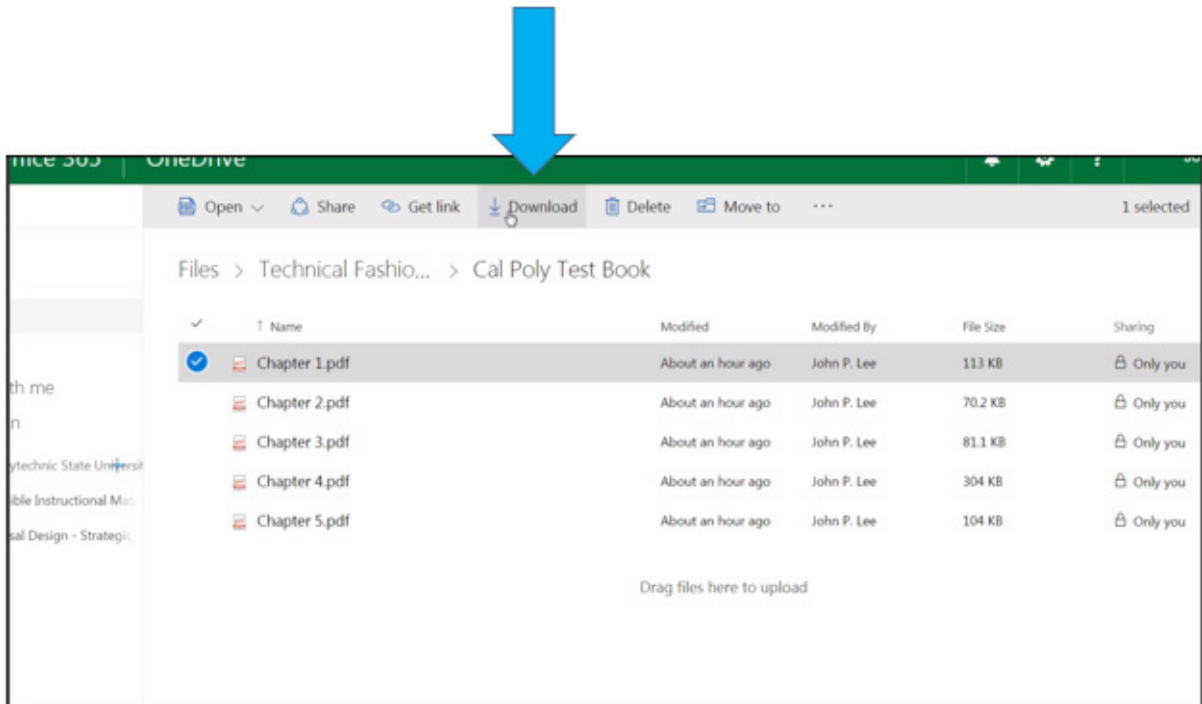 OneDrive
Open Share Get link Download Delete Move to ... 1 selected
Files > Technical Fashio... > Cal Poly Test Book
Name Modified Modified By File Size Sharing
Chapter 1.pdf About an hour ago John P. Lee 113 KB Only you
th me
Chapter 2.pdf About an hour ago John P. Lee 70.2 KB Only you
n
Chapter 3.pdf About an hour ago John P. Lee 81.1 KB Only you
ytechnic State Universit
Chapter 4.pdf About an hour ago John P. Lee 304 KB Only you
ible Instructional Mat
Chapter 5.pdf About an hour ago John P. Lee 104 KB Only you
sal Design - Strategic
Drag files here to upload